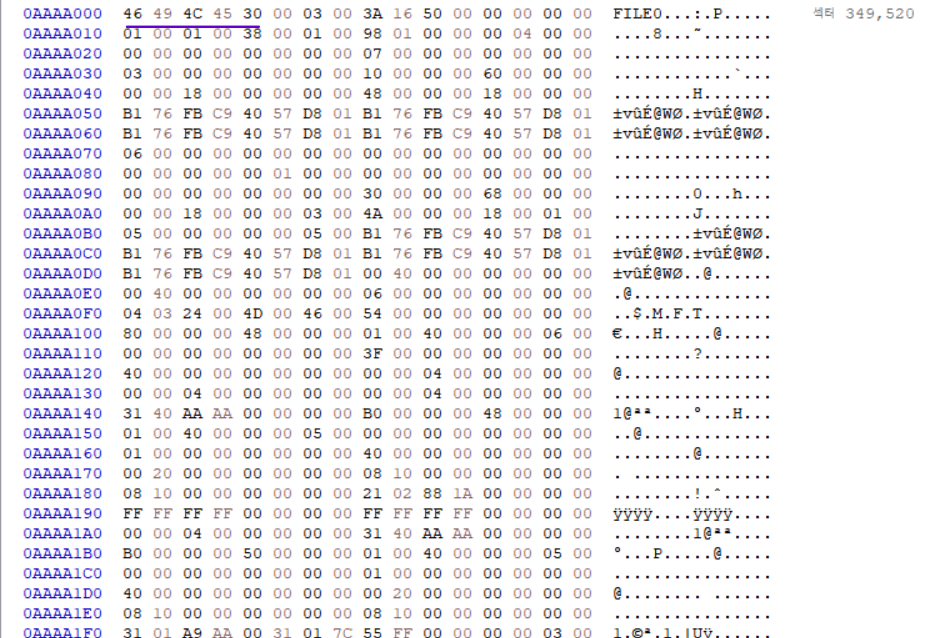 0AAAA000 46 49 4C 45 30 00 03 00 3A 16 50 00 00 00 00 00 FILE0...:.P..... 섹터 349,520
0AAAA010 01 00 01 00 38 00 01 00 98 01 00 00 00 04 00 00 ....8...˜.......
0AAAA020 00 00 00 00 00 00 00 00 07 00 00 00 00 00 00 00 ................
0AAAA030 03 00 00 00 00 00 00 00 10 00 00 00 60 00 00 00 ............`...
0AAAA040 00 00 18 00 00 00 00 00 48 00 00 00 18 00 00 00 ........H.......
0AAAA050 B1 76 FB C9 40 57 D8 01 B1 76 FB C9 40 57 D8 01 ±vûÉ@WØ.±vûÉ@WØ.
0AAAA060 B1 76 FB C9 40 57 D8 01 B1 76 FB C9 40 57 D8 01 ±vûÉ@WØ.±vûÉ@WØ.
0AAAA070 06 00 00 00 00 00 00 00 00 00 00 00 00 00 00 00 ................
0AAAA080 00 00 00 00 00 01 00 00 00 00 00 00 00 00 00 00 ................
0AAAA090 00 00 00 00 00 00 00 00 30 00 00 00 68 00 00 00 ........0...h...
0AAAA0A0 00 00 18 00 00 00 03 00 4A 00 00 00 18 00 01 00 ........J.......
0AAAA0B0 05 00 00 00 00 00 05 00 B1 76 FB C9 40 57 D8 01 ........±vûÉ@WØ.
0AAAA0C0 B1 76 FB C9 40 57 D8 01 B1 76 FB C9 40 57 D8 01 ±vûÉ@WØ.±vûÉ@WØ.
0AAAA0D0 B1 76 FB C9 40 57 D8 01 00 40 00 00 00 00 00 00 ±vûÉ@WØ..@......
0AAAA0E0 00 40 00 00 00 00 00 00 06 00 00 00 00 00 00 00 .@..............
0AAAA0F0 04 03 24 00 4D 00 46 00 54 00 00 00 00 00 00 00 ..$.M.F.T.......
0AAAA100 80 00 00 00 48 00 00 00 01 00 40 00 00 00 06 00 €...H.....@.....
0AAAA110 00 00 00 00 00 00 00 00 3F 00 00 00 00 00 00 00 ........?.......
0AAAA120 40 00 00 00 00 00 00 00 00 00 04 00 00 00 00 00 @...............
0AAAA130 00 00 04 00 00 00 00 00 00 00 04 00 00 00 00 00 ................
0AAAA140 31 40 AA AA 00 00 00 00 B0 00 00 00 48 00 00 00 1@ªª....°...H...
0AAAA150 01 00 40 00 00 00 05 00 00 00 00 00 00 00 00 00 ..@.............
0AAAA160 01 00 00 00 00 00 00 00 40 00 00 00 00 00 00 00 ........@.......
0AAAA170 00 20 00 00 00 00 00 00 08 10 00 00 00 00 00 00 . ..............
0AAAA180 08 10 00 00 00 00 00 00 21 02 88 1A 00 00 00 00 ........!.ˆ.....
0AAAA190 FF FF FF FF 00 00 00 00 FF FF FF FF 00 00 00 00 ÿÿÿÿ....ÿÿÿÿ....
0AAAA1A0 00 00 04 00 00 00 00 00 31 40 AA AA 00 00 00 00 ........1@ªª....
0AAAA1B0 B0 00 00 00 50 00 00 00 01 00 40 00 00 00 05 00 °...P.....@.....
0AAAA1C0 00 00 00 00 00 00 00 00 01 00 00 00 00 00 00 00 ................
0AAAA1D0 40 00 00 00 00 00 00 00 00 20 00 00 00 00 00 00 @........ ......
0AAAA1E0 08 10 00 00 00 00 00 00 08 10 00 00 00 00 00 00 ................
0AAAA1F0 31 01 A9 AA 00 31 01 7C 55 FF 00 00 00 00 03 00 1.©ª.1.|Uÿ......